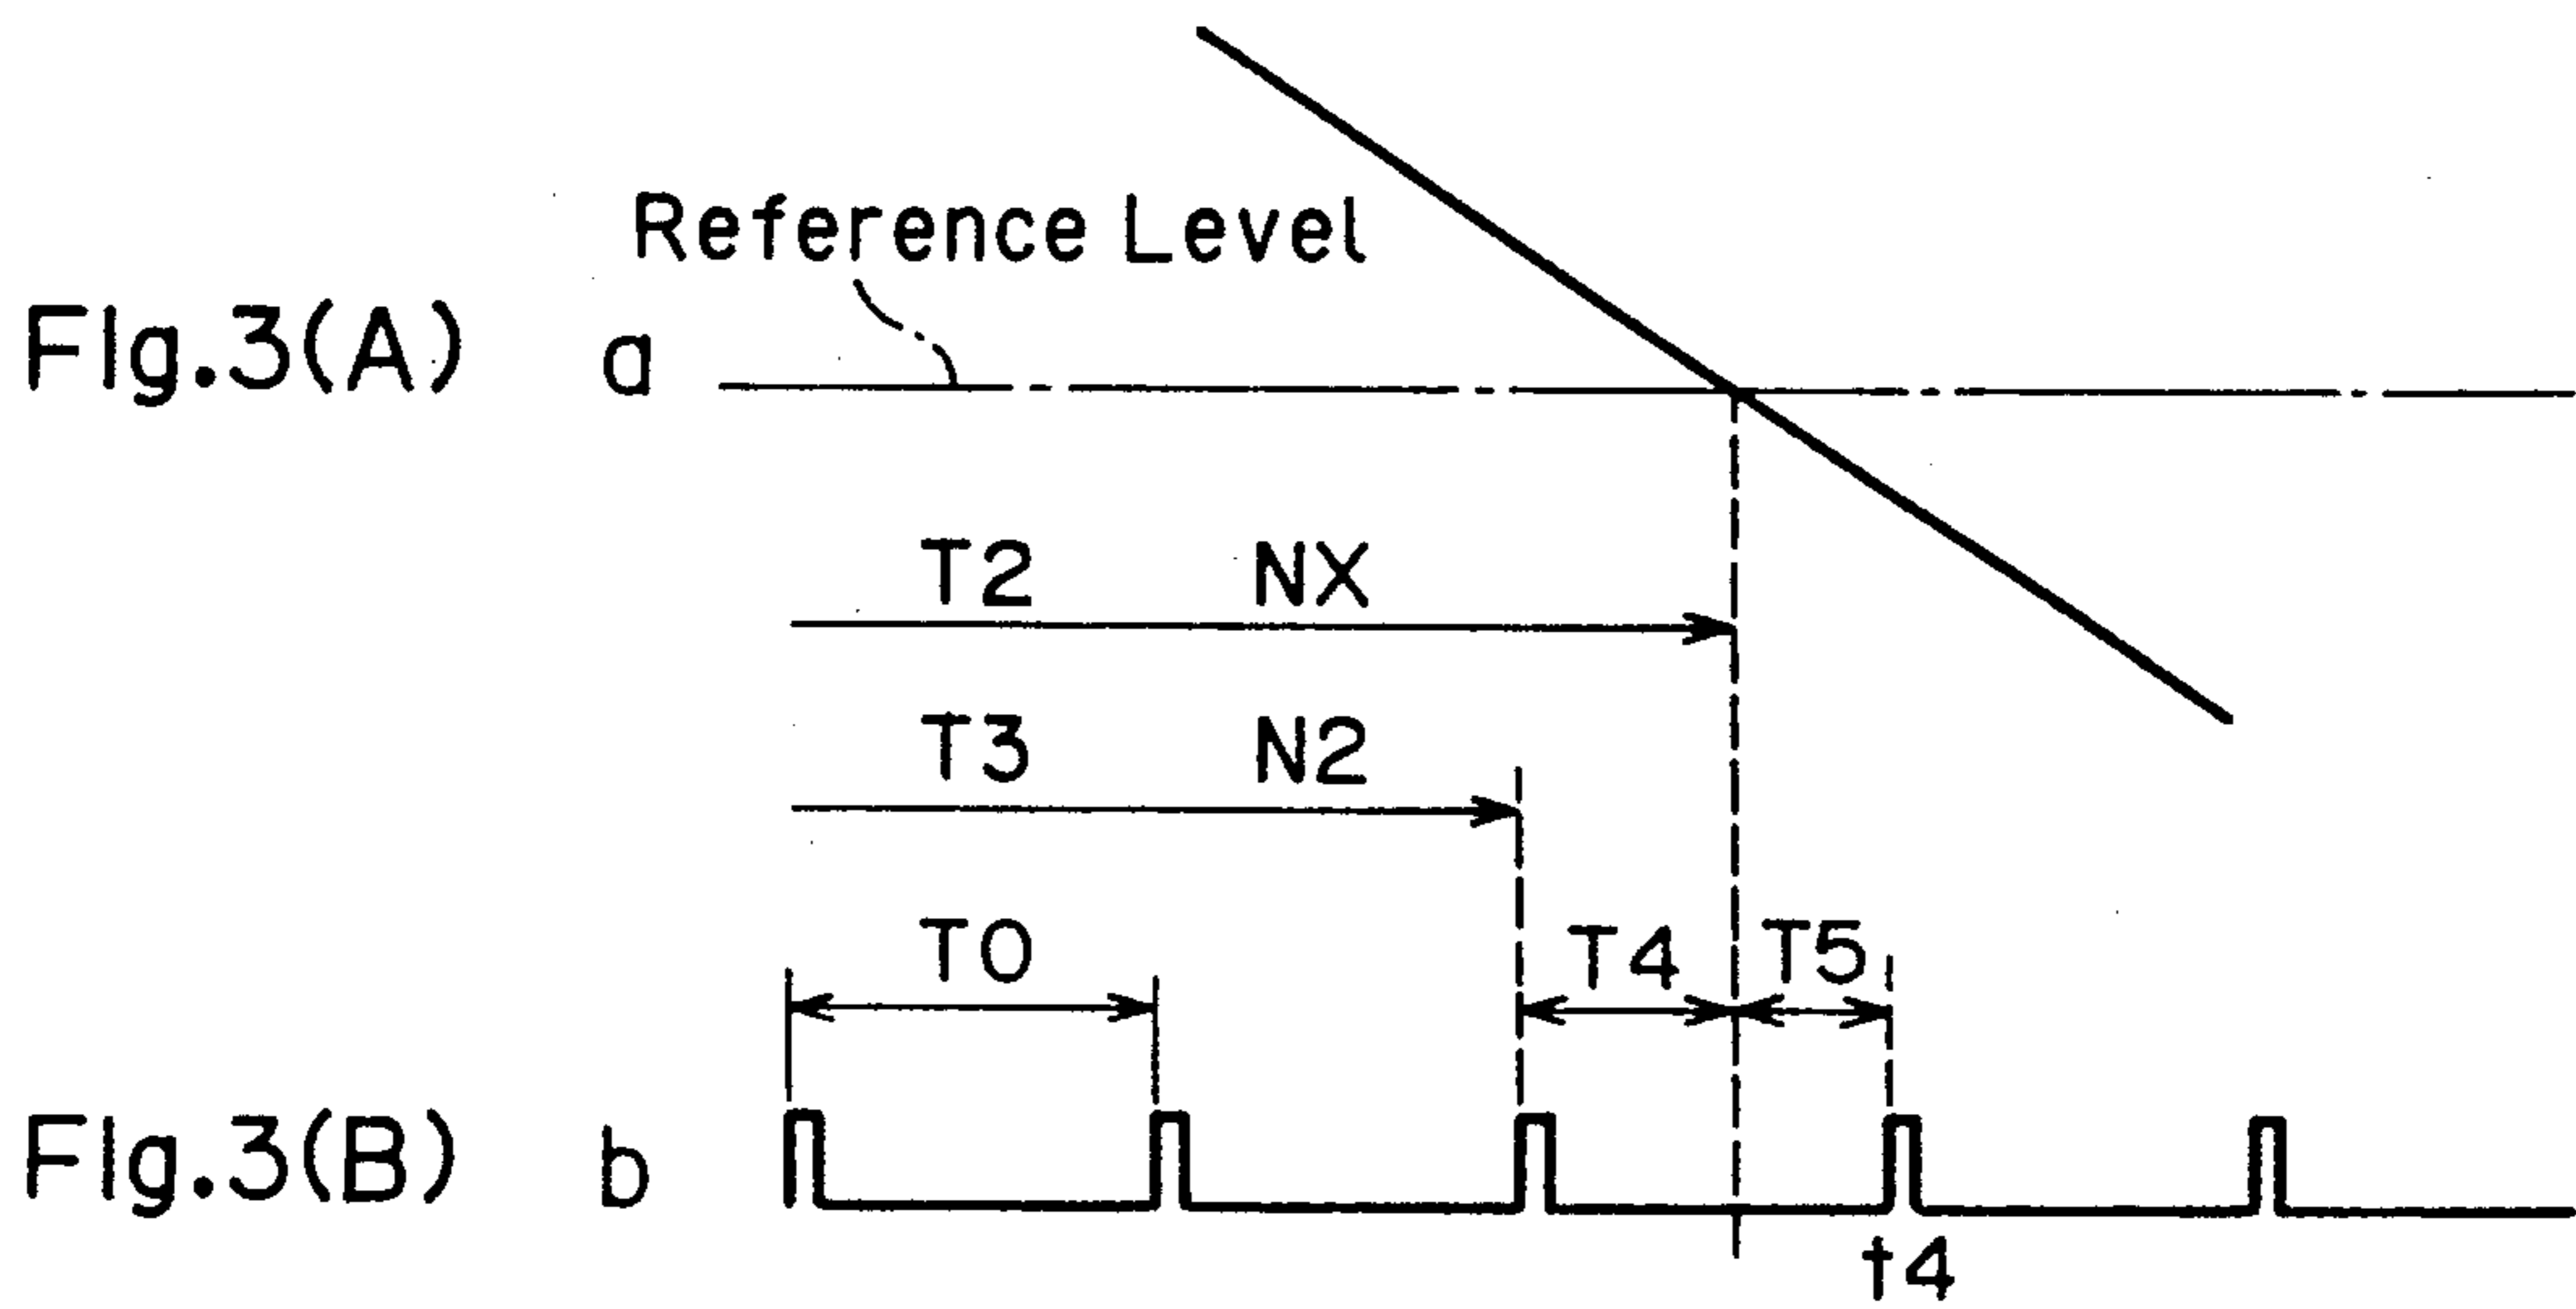 Reference Level
FIg.3(A) a
T2 NX
T3 N2
T0 T4 T5
FIg.3(B) b
t4